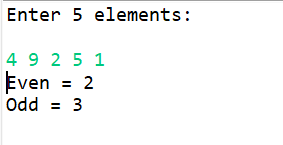 Enter 5 elements:
4 9 2 5 1
Even = 2
Odd = 3